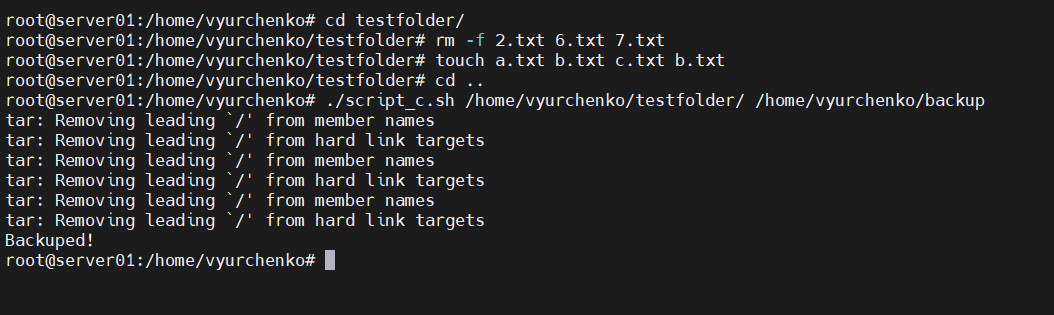 root@server01:/home/vyurchenko# cd testfolder/
root@server01:/home/vyurchenko/testfolder# rm -f 2.txt 6.txt 7.txt
root@server01:/home/vyurchenko/testfolder# touch a.txt b.txt c.txt b.txt
root@server01:/home/vyurchenko/testfolder# cd ..
root@server01:/home/vyurchenko# ./script_c.sh /home/vyurchenko/testfolder/ /home/vyurchenko/backup
tar: Removing leading `/' from member names
tar: Removing leading `/' from hard link targets
tar: Removing leading `/' from member names
tar: Removing leading `/' from hard link targets
tar: Removing leading `/' from member names
tar: Removing leading `/' from hard link targets
Backuped!
root@server01:/home/vyurchenko#